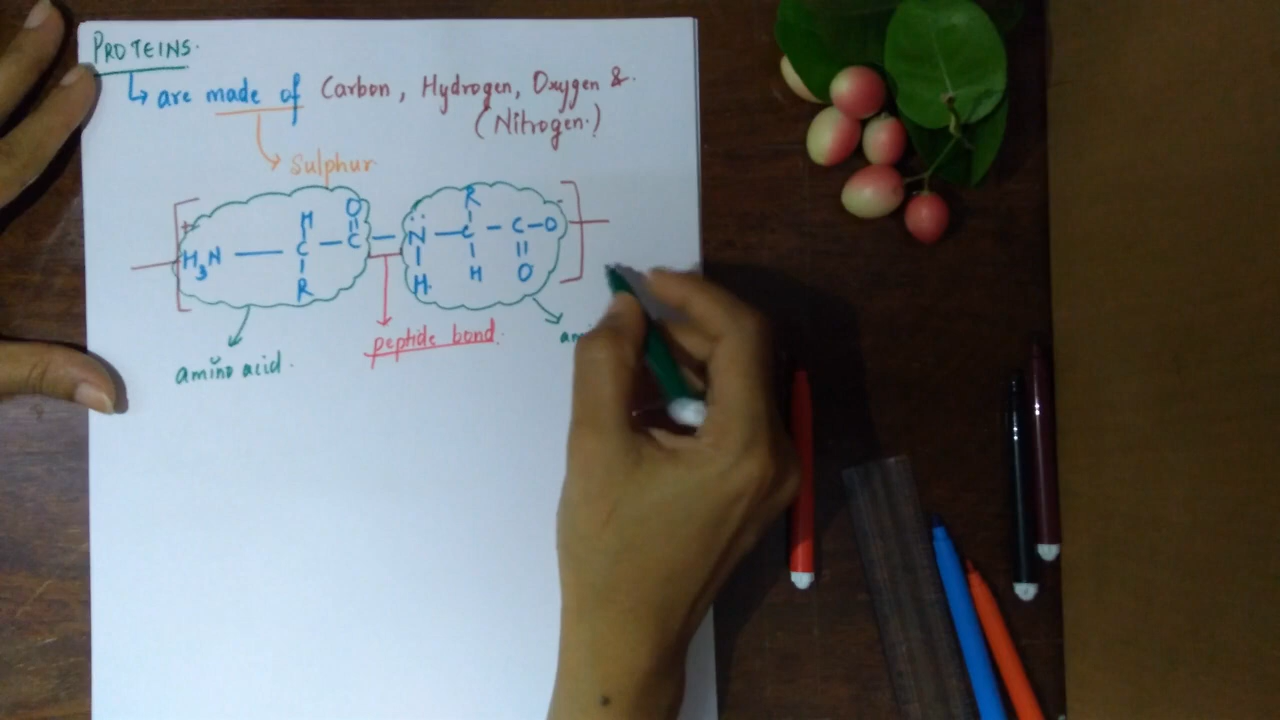 PROTEINS.
↳ are made of Carbon, Hydrogen, Oxygen &.
(Nitrogen.)
Sulphur
H O R
+ H3N — C — C — N̈ — C — C — O-
R H H O
peptide bond.
amino acid.